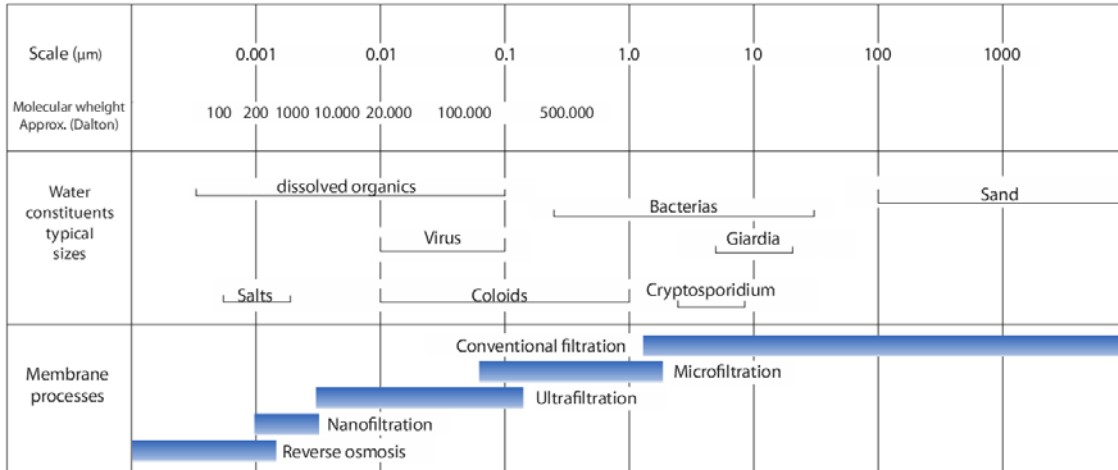 Scale (µm) 0.001 0.01 0.1 1.0 10 100 1000
Molecular whelght
Approx. (Dalton)
100 200 1000 10.000 20.000 100.000 500.000
Water
constituents
typical
sizes
dissolved organics
Sand
Bacterias
Virus
Giardia
Salts
Coloids
Cryptosporidium
Membrane
processes
Conventional filtration
Microfiltration
Ultrafiltration
Nanofiltration
Reverse osmosis